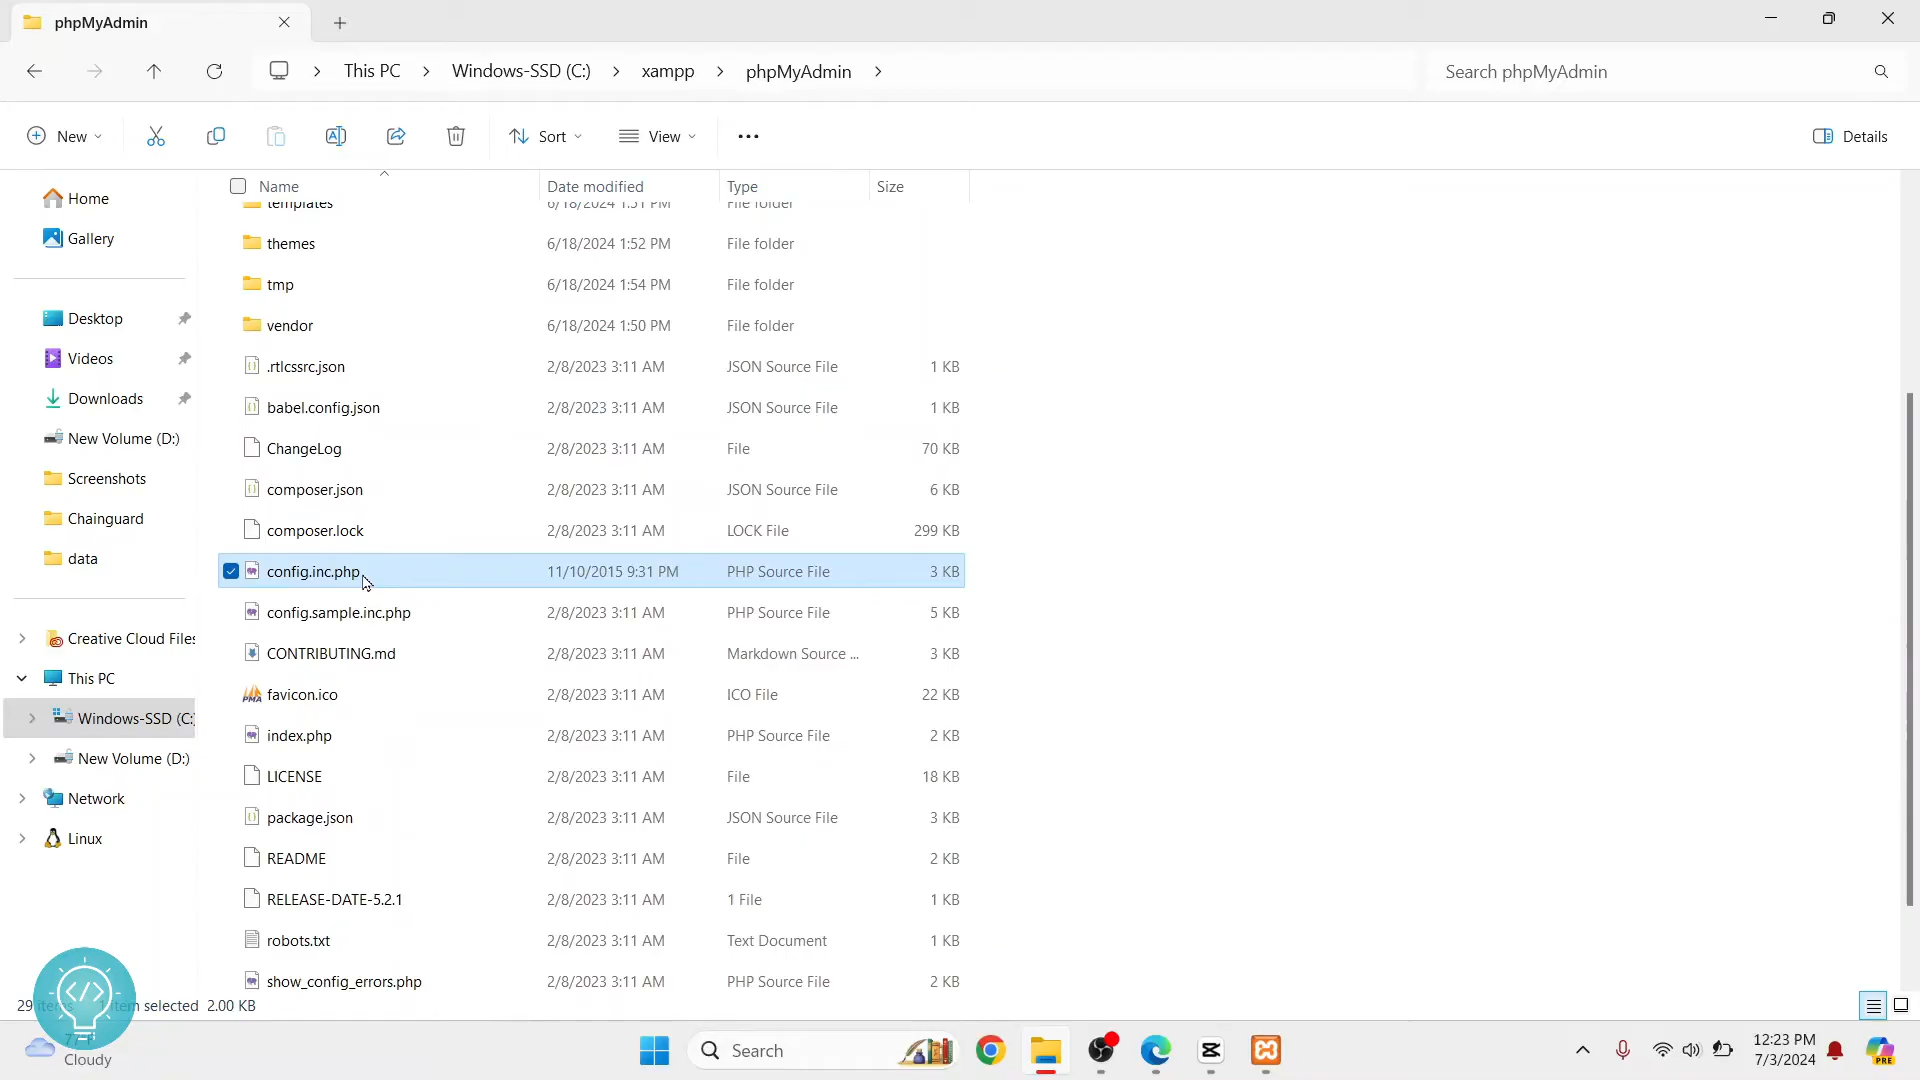 phpMyAdmin
This PC Windows-SSD (C:) xampp phpMyAdmin
Search phpMyAdmin
New Sort View Details
Name Date modified Type Size
Home
Gallery
Desktop
Videos
Downloads
New Volume (D:)
Screenshots
Chainguard
data
Creative Cloud Files
This PC
Windows-SSD (C:
New Volume (D:)
Network
Linux
templates 6/18/2024 1:51 PM File folder
themes 6/18/2024 1:52 PM File folder
tmp 6/18/2024 1:54 PM File folder
vendor 6/18/2024 1:50 PM File folder
.rtlcssrc.json 2/8/2023 3:11 AM JSON Source File 1 KB
babel.config.json 2/8/2023 3:11 AM JSON Source File 1 KB
ChangeLog 2/8/2023 3:11 AM File 70 KB
composer.json 2/8/2023 3:11 AM JSON Source File 6 KB
composer.lock 2/8/2023 3:11 AM LOCK File 299 KB
config.inc.php 11/10/2015 9:31 PM PHP Source File 3 KB
config.sample.inc.php 2/8/2023 3:11 AM PHP Source File 5 KB
CONTRIBUTING.md 2/8/2023 3:11 AM Markdown Source ... 3 KB
favicon.ico 2/8/2023 3:11 AM ICO File 22 KB
index.php 2/8/2023 3:11 AM PHP Source File 2 KB
LICENSE 2/8/2023 3:11 AM File 18 KB
package.json 2/8/2023 3:11 AM JSON Source File 3 KB
README 2/8/2023 3:11 AM File 2 KB
RELEASE-DATE-5.2.1 2/8/2023 3:11 AM 1 File 1 KB
robots.txt 2/8/2023 3:11 AM Text Document 1 KB
show_config_errors.php 2/8/2023 3:11 AM PHP Source File 2 KB
29 items 1 item selected 2.00 KB
77°F
Cloudy
Search
12:23 PM
7/3/2024
PRE